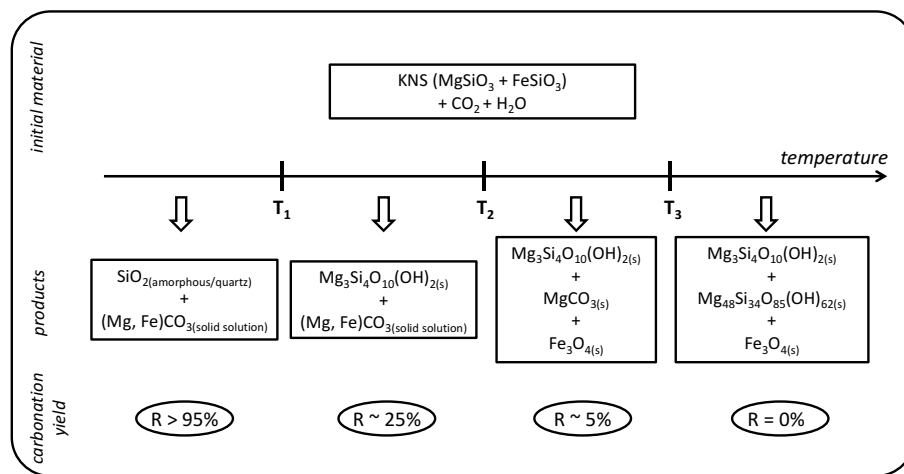 initial material
KNS (MgSiO₃ + FeSiO₃)
+ CO₂ + H₂O
temperature
T₁ T₂ T₃
products
SiO₂(amorphous/quartz)
+
(Mg, Fe)CO₃(solid solution)
Mg₃Si₄O₁₀(OH)₂(s)
+
(Mg, Fe)CO₃(solid solution)
Mg₃Si₄O₁₀(OH)₂(s)
+
MgCO₃(s)
+
Fe₃O₄(s)
Mg₃Si₄O₁₀(OH)₂(s)
+
Mg₄₈Si₃₄O₈₅(OH)₆₂(s)
+
Fe₃O₄(s)
carbonation
yield
R > 95% R ~ 25% R ~ 5% R = 0%